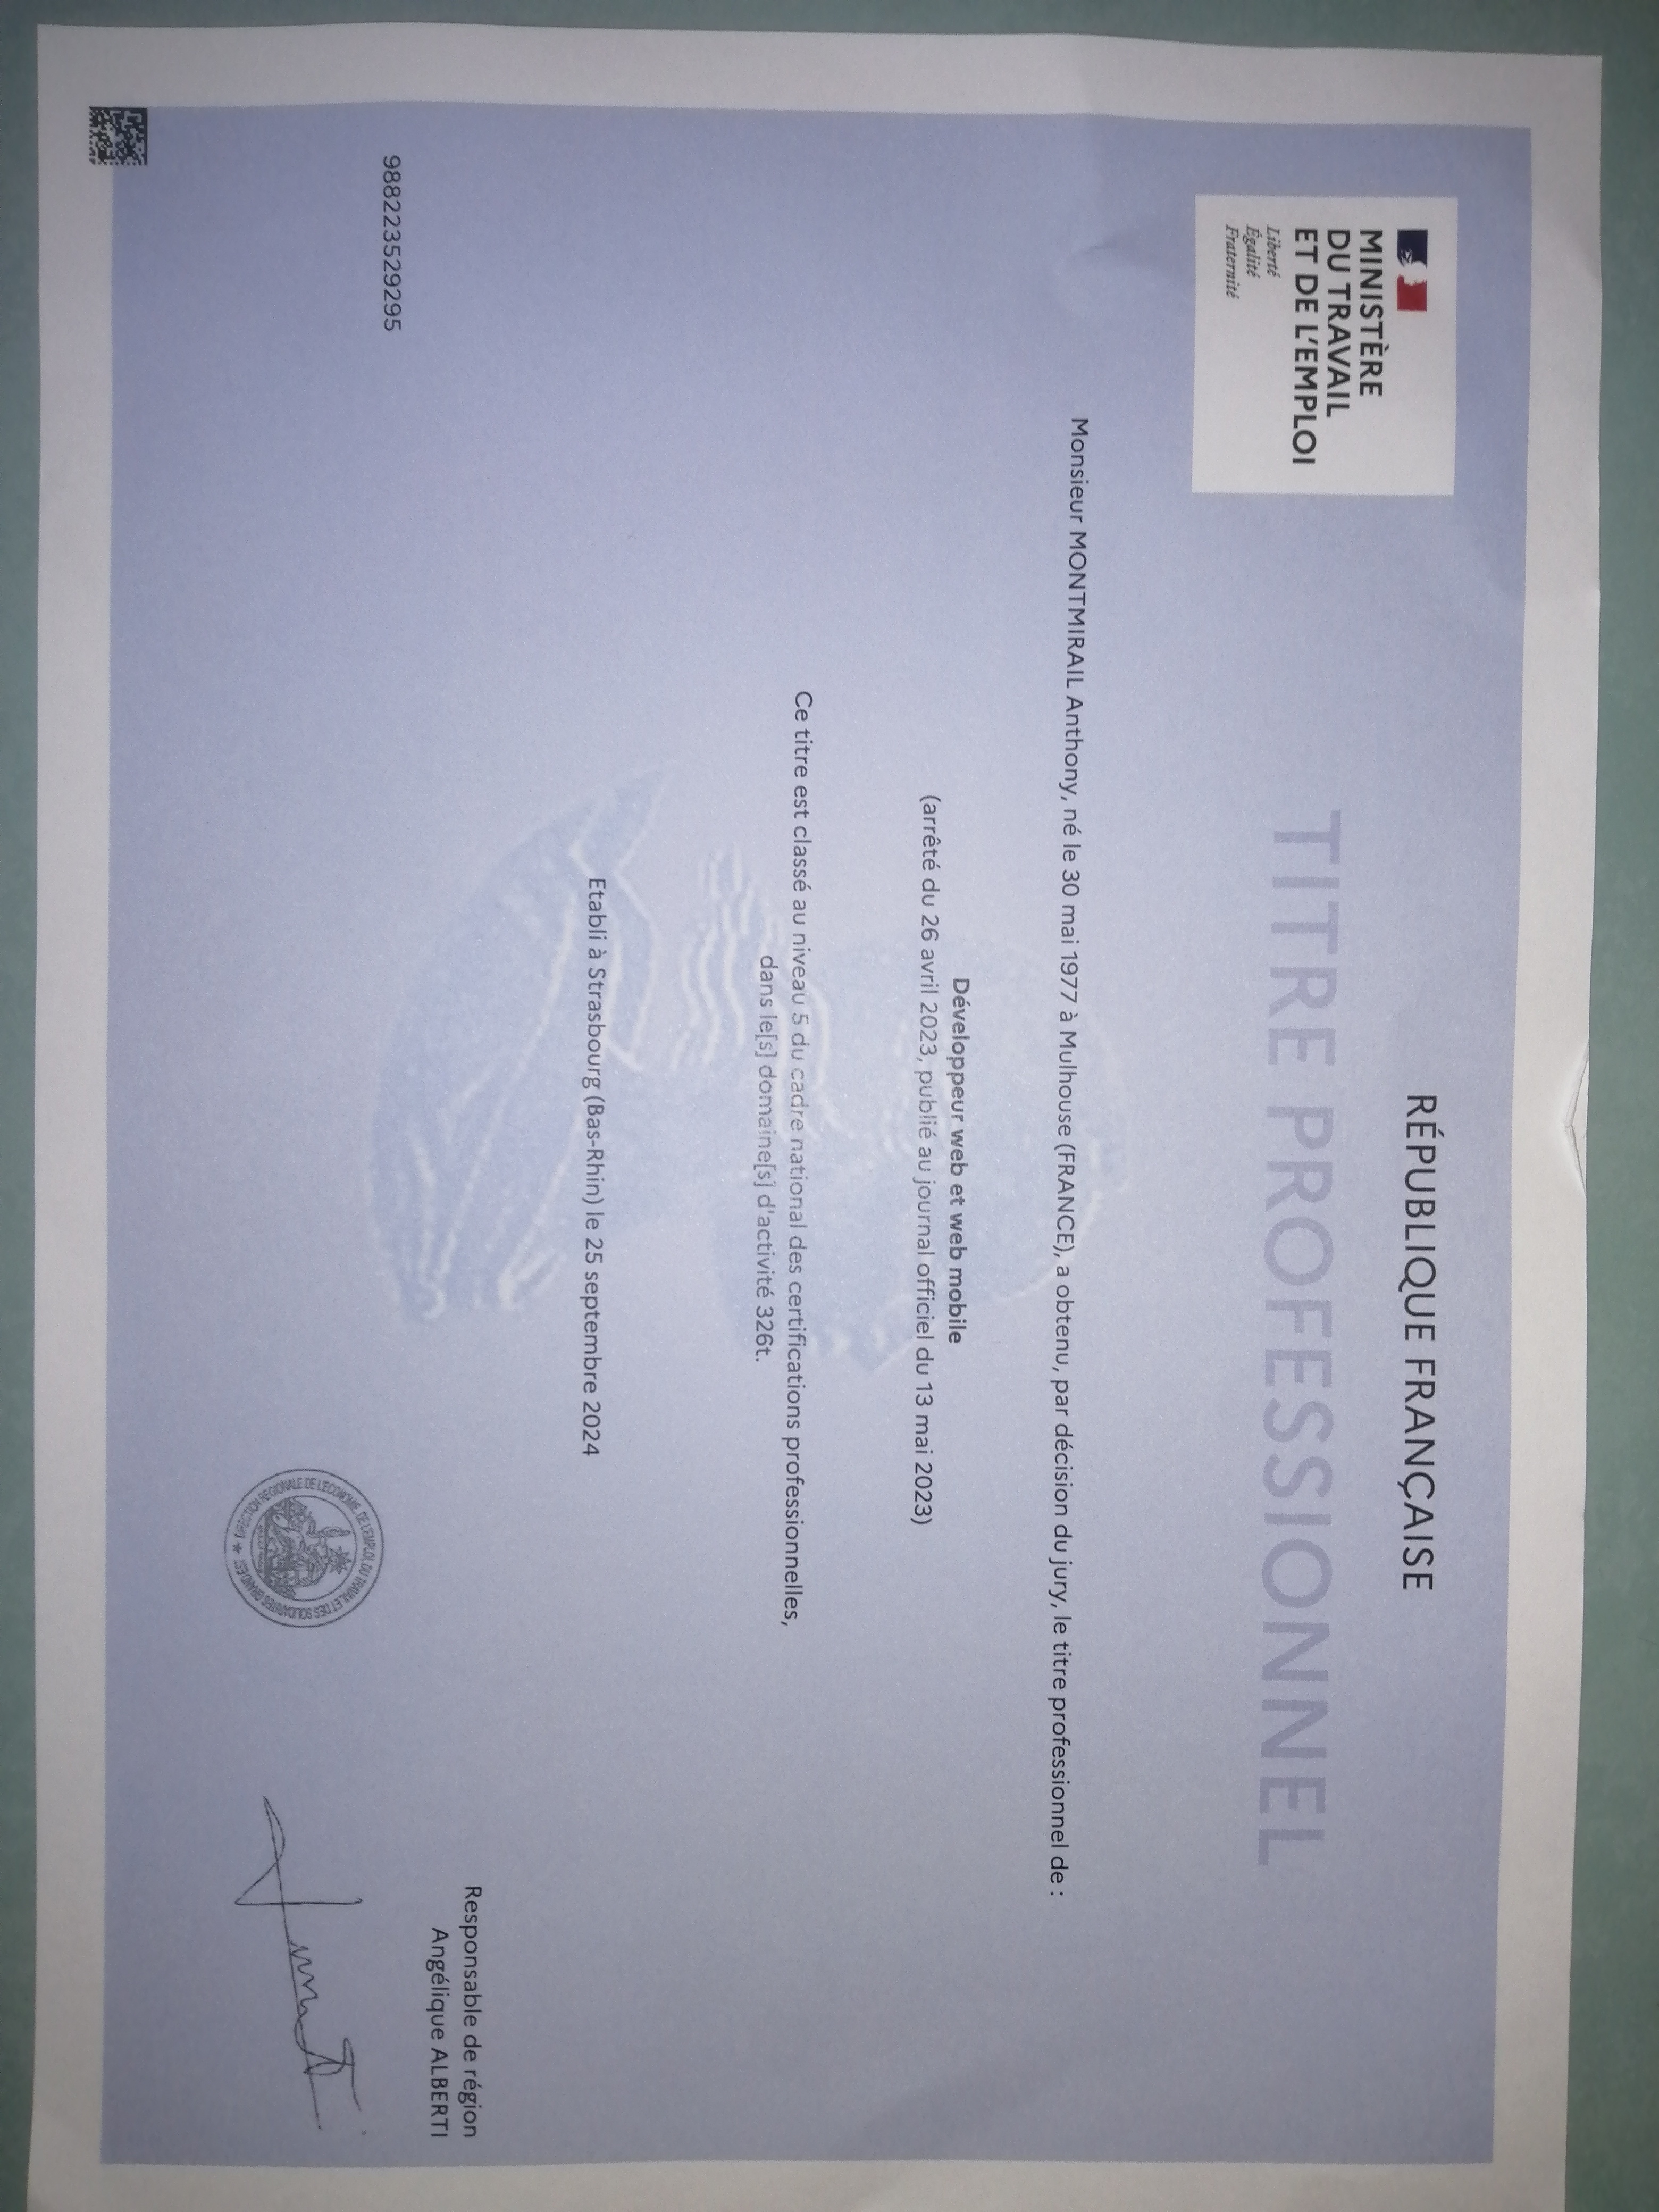 RÉPUBLIQUE FRANÇAISE
TITRE PROFESSIONNEL
MINISTÈRE
DU TRAVAIL
ET DE L'EMPLOI
Liberté
Égalité
Fraternité
Monsieur MONTMIRAIL Anthony, né le 30 mai 1977 à Mulhouse (FRANCE), a obtenu, par décision du jury, le titre professionnel de :
Développeur web et web mobile
(arrêté du 26 avril 2023, publié au journal officiel du 13 mai 2023)
Ce titre est classé au niveau 5 du cadre national des certifications professionnelles,
dans le[s] domaine[s] d'activité 326t.
Etabli à Strasbourg (Bas-Rhin) le 25 septembre 2024
Responsable de région
Angélique ALBERTI
988223529295
DIRECTION RÉGIONALE DE L'ÉCONOMIE, DE L'EMPLOI, DU TRAVAIL ET DES SOLIDARITÉS GRAND EST